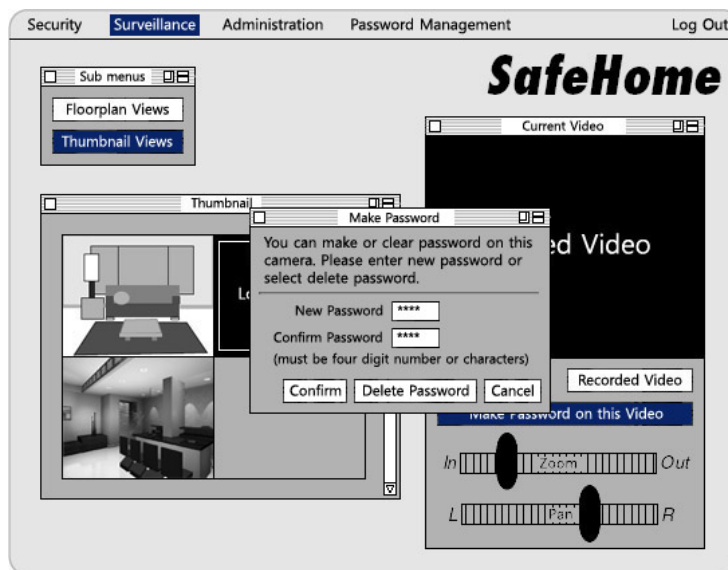 Security Surveillance Administration Password Management Log Out
SafeHome
Sub menus
Floorplan Views
Thumbnail Views
Current Video
Thumbnail
Make Password
You can make or clear password on this
camera. Please enter new password or
select delete password.
New Password ****
Confirm Password ****
(must be four digit number or characters)
Confirm Delete Password Cancel
Video
Recorded Video
Make Password on this Video
In Zoom Out
L Pan R